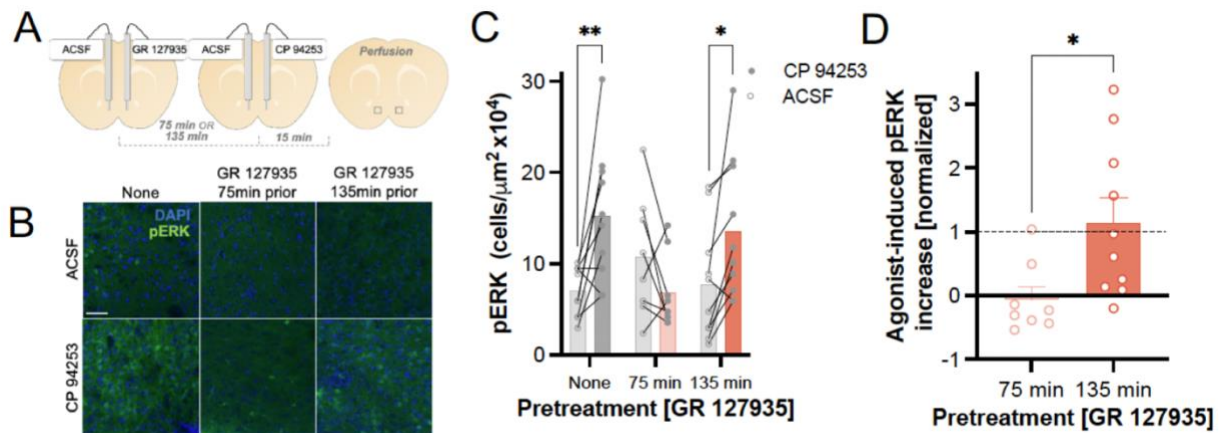 A
ACSF
GR 127935
ACSF
CP 94253
Perfusion
75 min OR
135 min
15 min
B
None
GR 127935
75min prior
GR 127935
135min prior
DAPI
pERK
ACSF
CP 94253
C
**
*
CP 94253
ACSF
pERK (cells/μm² x10⁴)
30
20
10
0
None
75 min
135 min
Pretreatment [GR 127935]
D
*
Agonist-induced pERK
increase [normalized]
3
2
1
0
-1
75 min
135 min
Pretreatment [GR 127935]